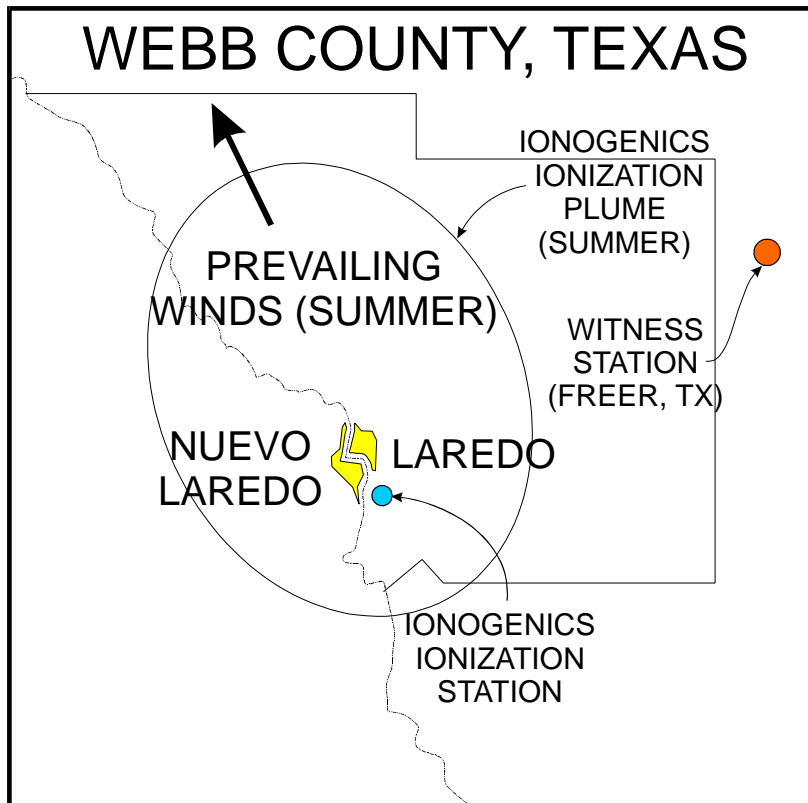 WEBB COUNTY, TEXAS
IONOGENICS
IONIZATION
PLUME
(SUMMER)
PREVAILING
WINDS (SUMMER)
WITNESS
STATION
(FREER, TX)
NUEVO
LAREDO
LAREDO
IONOGENICS
IONIZATION
STATION